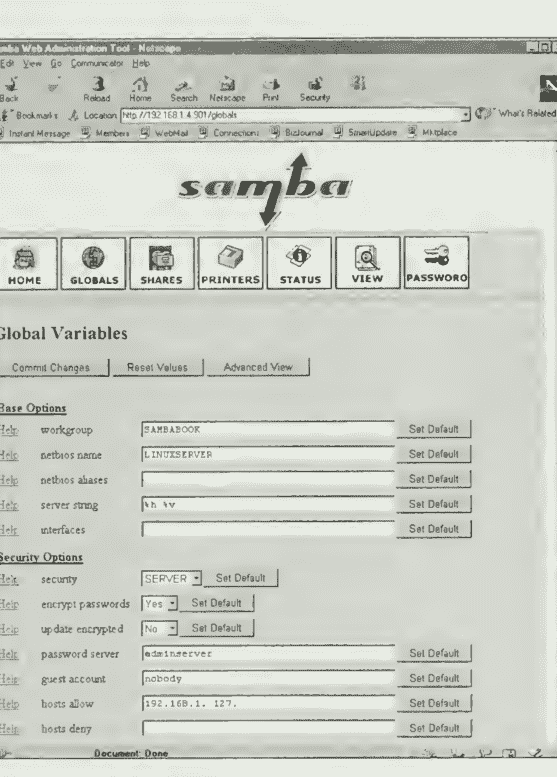 mba Web Administration Tool - Netscape
Edit View Go Communicator Help
Back Reload Home Search Netscape Print Security
Bookmarks Location http://192.168.1.4:901/globals What's Related
Instant Message Members WebMail Connections BizJournal SmartUpdate Mktplace
samba
HOME GLOBALS SHARES PRINTERS STATUS VIEW PASSWORD
Global Variables
Commit Changes Reset Values Advanced View
Base Options
Help workgroup SAMBABOOK Set Default
Help netbios name LINUXSERVER Set Default
Help netbios aliases Set Default
Help server string %h %v Set Default
Help interfaces Set Default
Security Options
Help security SERVER Set Default
Help encrypt passwords Yes Set Default
Help update encrypted No Set Default
Help password server adminserver Set Default
Help guest account nobody Set Default
Help hosts allow 192.168.1. 127. Set Default
Help hosts deny Set Default
Document: Done